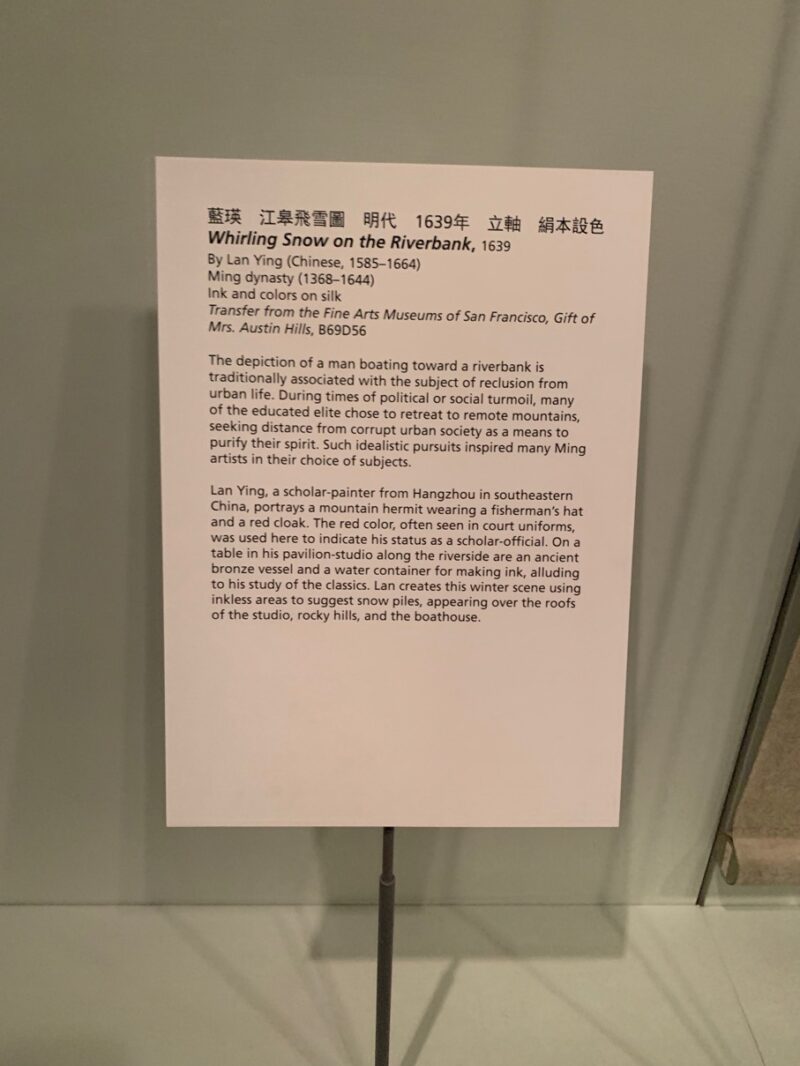 藍瑛　江皋飛雪圖　明代　1639年　立軸　絹本設色
Whirling Snow on the Riverbank, 1639
By Lan Ying (Chinese, 1585–1664)
Ming dynasty (1368–1644)
Ink and colors on silk
Transfer from the Fine Arts Museums of San Francisco, Gift of
Mrs. Austin Hills, B69D56
The depiction of a man boating toward a riverbank is
traditionally associated with the subject of reclusion from
urban life. During times of political or social turmoil, many
of the educated elite chose to retreat to remote mountains,
seeking distance from corrupt urban society as a means to
purify their spirit. Such idealistic pursuits inspired many Ming
artists in their choice of subjects.
Lan Ying, a scholar-painter from Hangzhou in southeastern
China, portrays a mountain hermit wearing a fisherman's hat
and a red cloak. The red color, often seen in court uniforms,
was used here to indicate his status as a scholar-official. On a
table in his pavilion-studio along the riverside are an ancient
bronze vessel and a water container for making ink, alluding
to his study of the classics. Lan creates this winter scene using
inkless areas to suggest snow piles, appearing over the roofs
of the studio, rocky hills, and the boathouse.